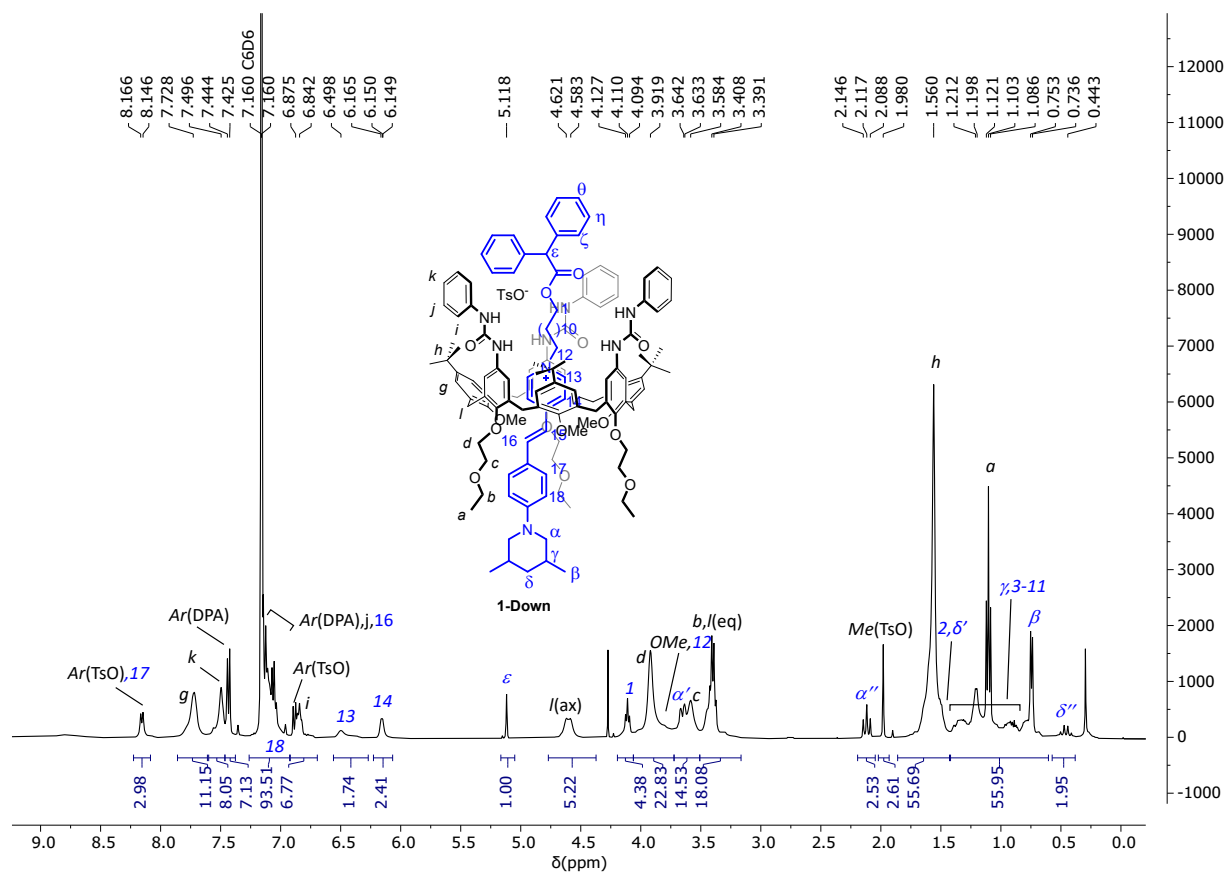 8.166
8.146
7.728
7.496
7.444
7.425
7.160 C6D6
7.160
6.875
6.842
6.498
6.165
6.150
6.149
5.118
4.621
4.583
4.127
4.110
4.094
3.919
3.642
3.633
3.584
3.408
3.391
2.146
2.117
2.088
1.980
1.560
1.212
1.198
1.121
1.103
1.086
0.753
0.736
0.443
12000
11000
10000
9000
8000
7000
6000
5000
4000
3000
2000
1000
0
-1000
θ
η
ζ
ε
O
O
TsO⁻
k
j
i
h
g
l
d
c
b
a
1
( )10
12
13
14
15
16
17
18
NH
O
NH
HN
HN
O
NH
O
NH
N
+
OMe
OMe
MeO
O
O
O
O
O
O
N
α
γ
β
δ
1-Down
Ar(TsO),17
g
k
Ar(DPA)
18
Ar(DPA),j,16
Ar(TsO)
i
13
14
ε
l(ax)
1
d
OMe,12
α'
c
b,l(eq)
α''
Me(TsO)
h
2,δ'
a
γ,3-11
β
δ''
2.98
11.15
8.05
7.13
93.51
6.77
1.74
2.41
1.00
5.22
4.38
22.83
14.53
18.08
2.53
2.61
55.69
55.95
1.95
9.0 8.5 8.0 7.5 7.0 6.5 6.0 5.5 5.0 4.5 4.0 3.5 3.0 2.5 2.0 1.5 1.0 0.5 0.0
δ(ppm)